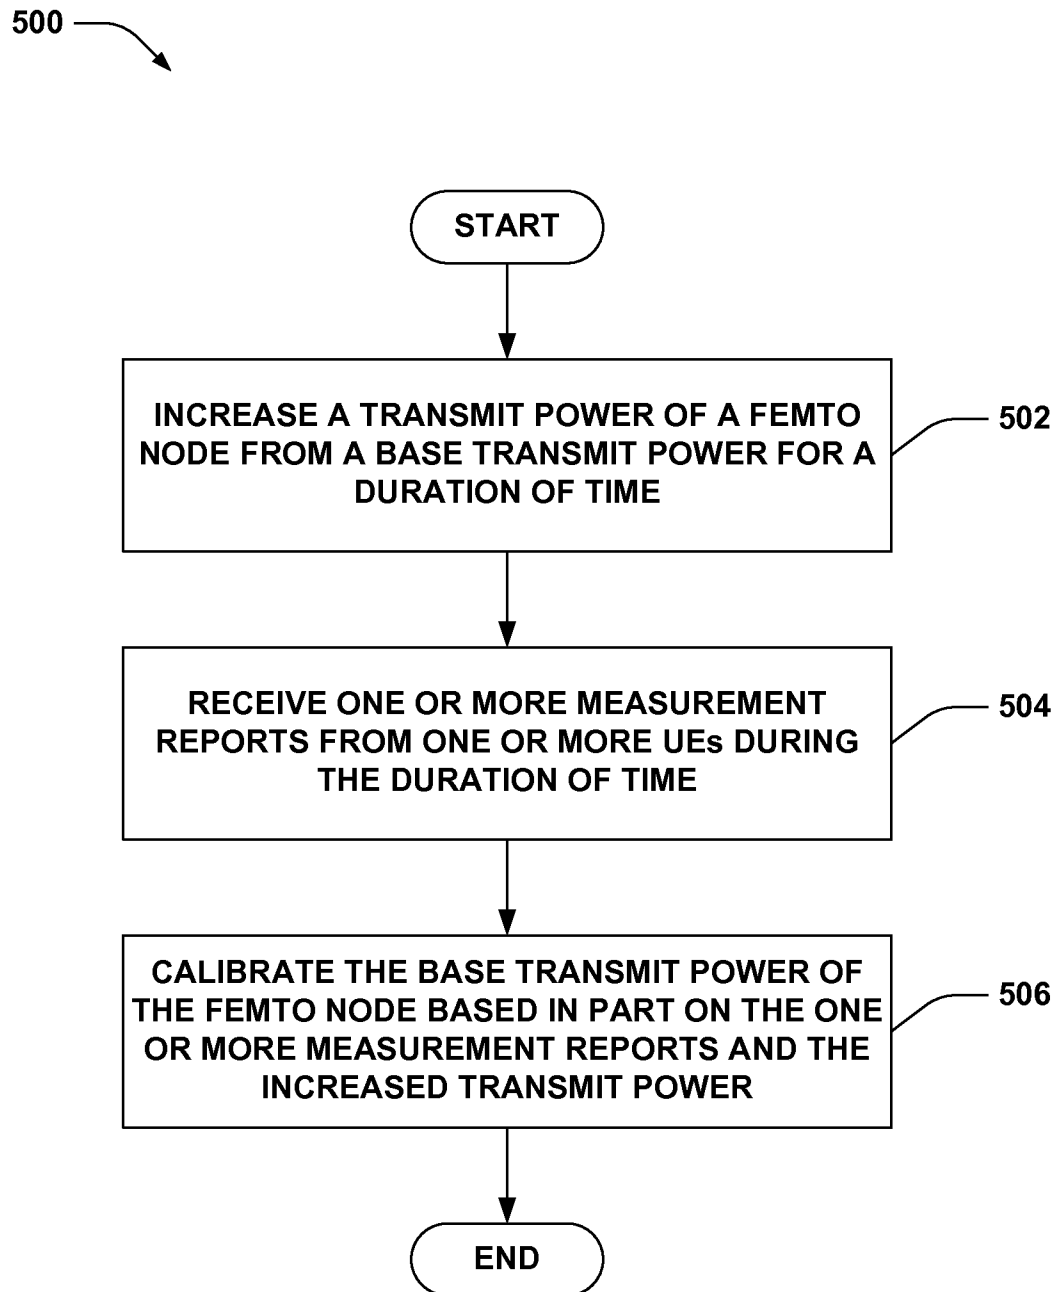 500
START
INCREASE A TRANSMIT POWER OF A FEMTO
NODE FROM A BASE TRANSMIT POWER FOR A
DURATION OF TIME
502
RECEIVE ONE OR MORE MEASUREMENT
REPORTS FROM ONE OR MORE UEs DURING
THE DURATION OF TIME
504
CALIBRATE THE BASE TRANSMIT POWER OF
THE FEMTO NODE BASED IN PART ON THE ONE
OR MORE MEASUREMENT REPORTS AND THE
INCREASED TRANSMIT POWER
506
END